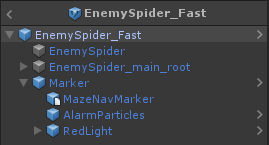 EnemySpider_Fast
EnemySpider_Fast
EnemySpider
EnemySpider_main_root
Marker
MazeNavMarker
AlarmParticles
RedLight